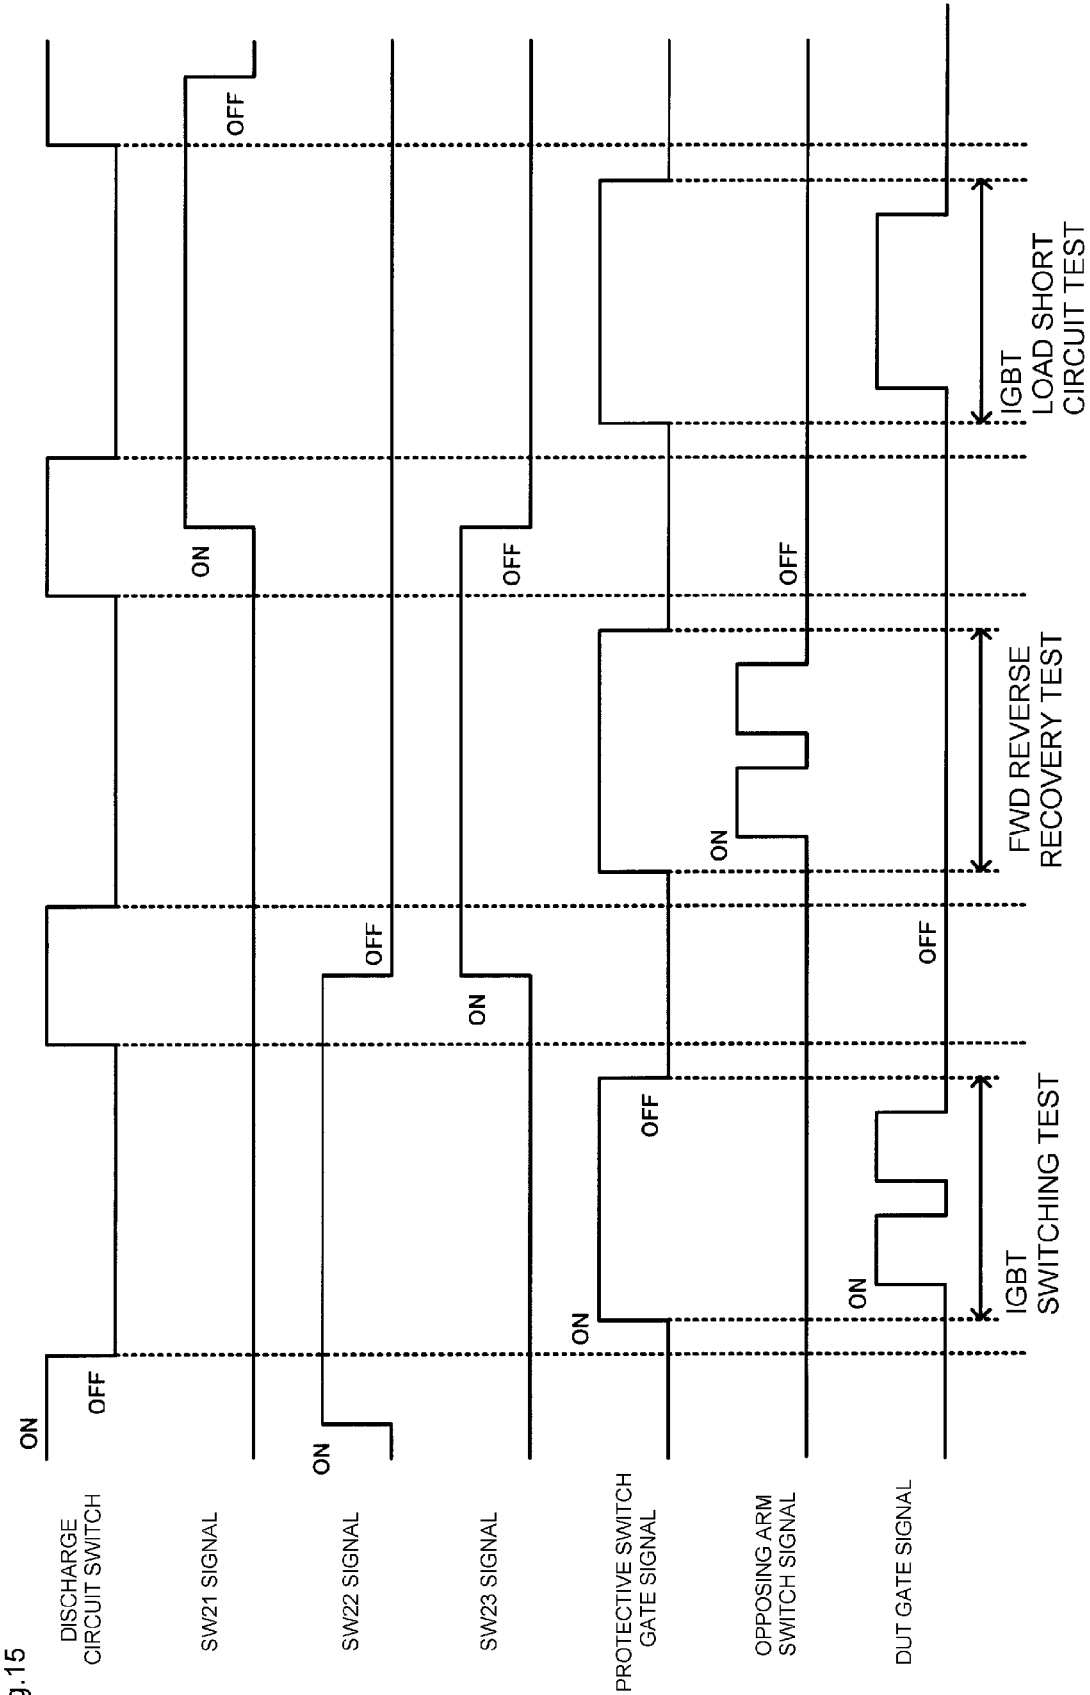 g.15
DISCHARGE
CIRCUIT SWITCH
ON
OFF
SW21 SIGNAL
ON
OFF
SW22 SIGNAL
ON
OFF
SW23 SIGNAL
ON
OFF
PROTECTIVE SWITCH
GATE SIGNAL
ON
OFF
OPPOSING ARM
SWITCH SIGNAL
ON
OFF
DUT GATE SIGNAL
ON
OFF
IGBT
SWITCHING TEST
FWD REVERSE
RECOVERY TEST
IGBT
LOAD SHORT
CIRCUIT TEST